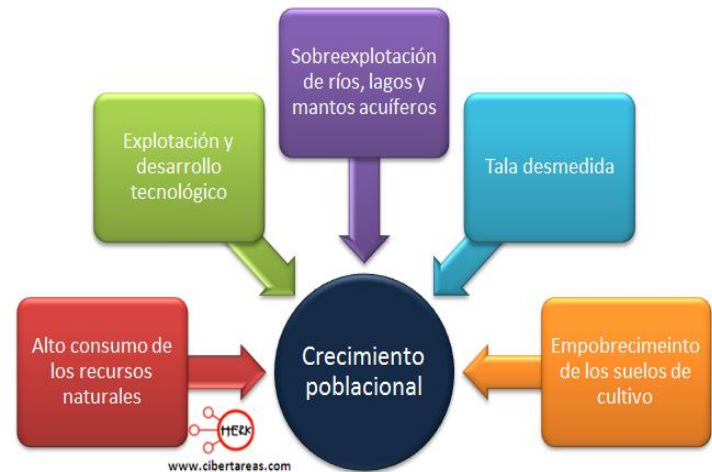 Sobreexplotación
de ríos, lagos y
mantos acuíferos
Explotación y
desarrollo
tecnológico
Tala desmedida
Alto consumo de
los recursos
naturales
Crecimiento
poblacional
Empobrecimeinto
de los suelos de
cultivo
HERK
www.cibertareas.com